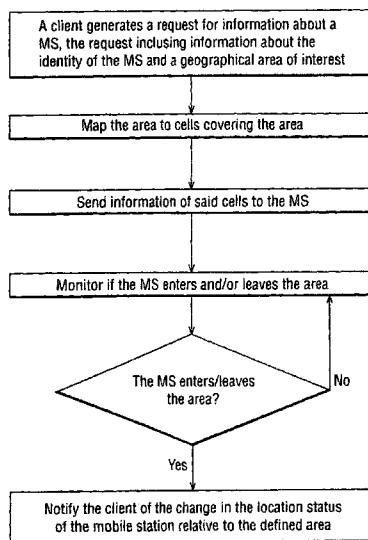 A client generates a request for information about a
MS, the request inclusing information about the
identity of the MS and a geographical area of interest
Map the area to cells covering the area
Send information of said cells to the MS
Monitor if the MS enters and/or leaves the area
The MS enters/leaves
the area?
No
Yes
Notify the client of the change in the location status
of the mobile station relative to the defined area